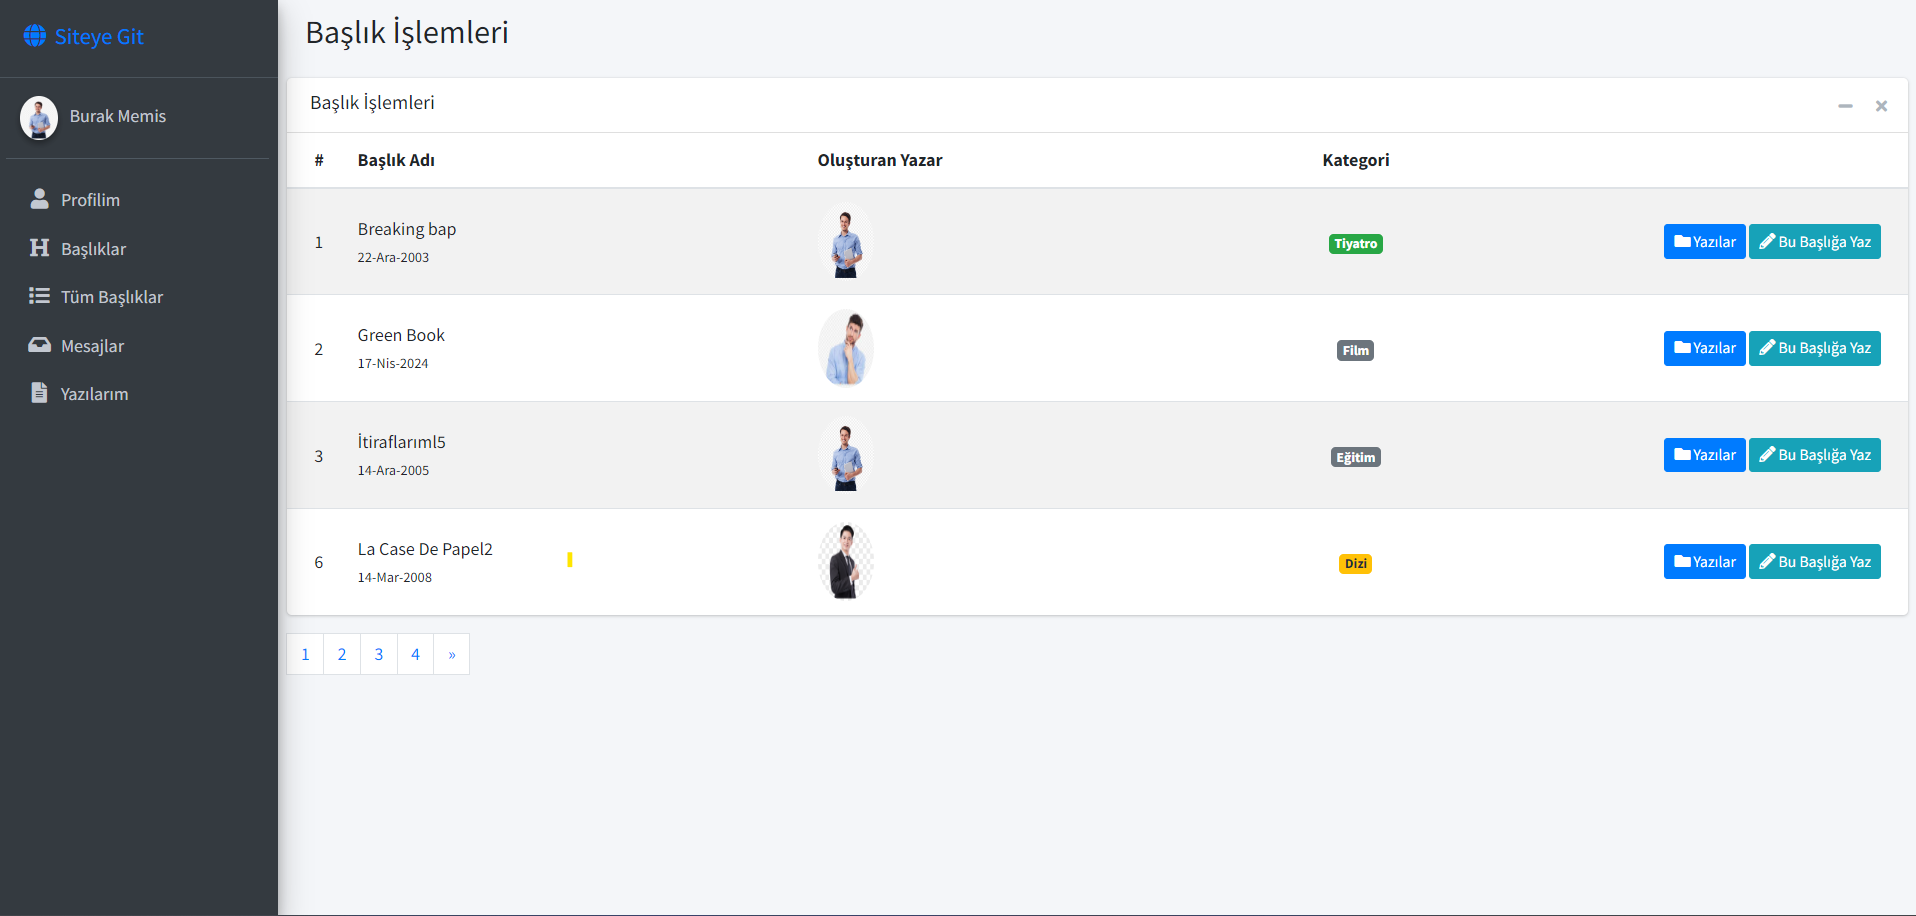 Siteye Git
Burak Memis
Profilim
Başlıklar
Tüm Başlıklar
Mesajlar
Yazılarım
Başlık İşlemleri
Başlık İşlemleri
# Başlık Adı Oluşturan Yazar Kategori
1 Breaking bap 22-Ara-2003 Tiyatro Yazılar Bu Başlığa Yaz
2 Green Book 17-Nis-2024 Film Yazılar Bu Başlığa Yaz
3 İtiraflarıml5 14-Ara-2005 Eğitim Yazılar Bu Başlığa Yaz
6 La Case De Papel2 14-Mar-2008 Dizi Yazılar Bu Başlığa Yaz
1 2 3 4 »